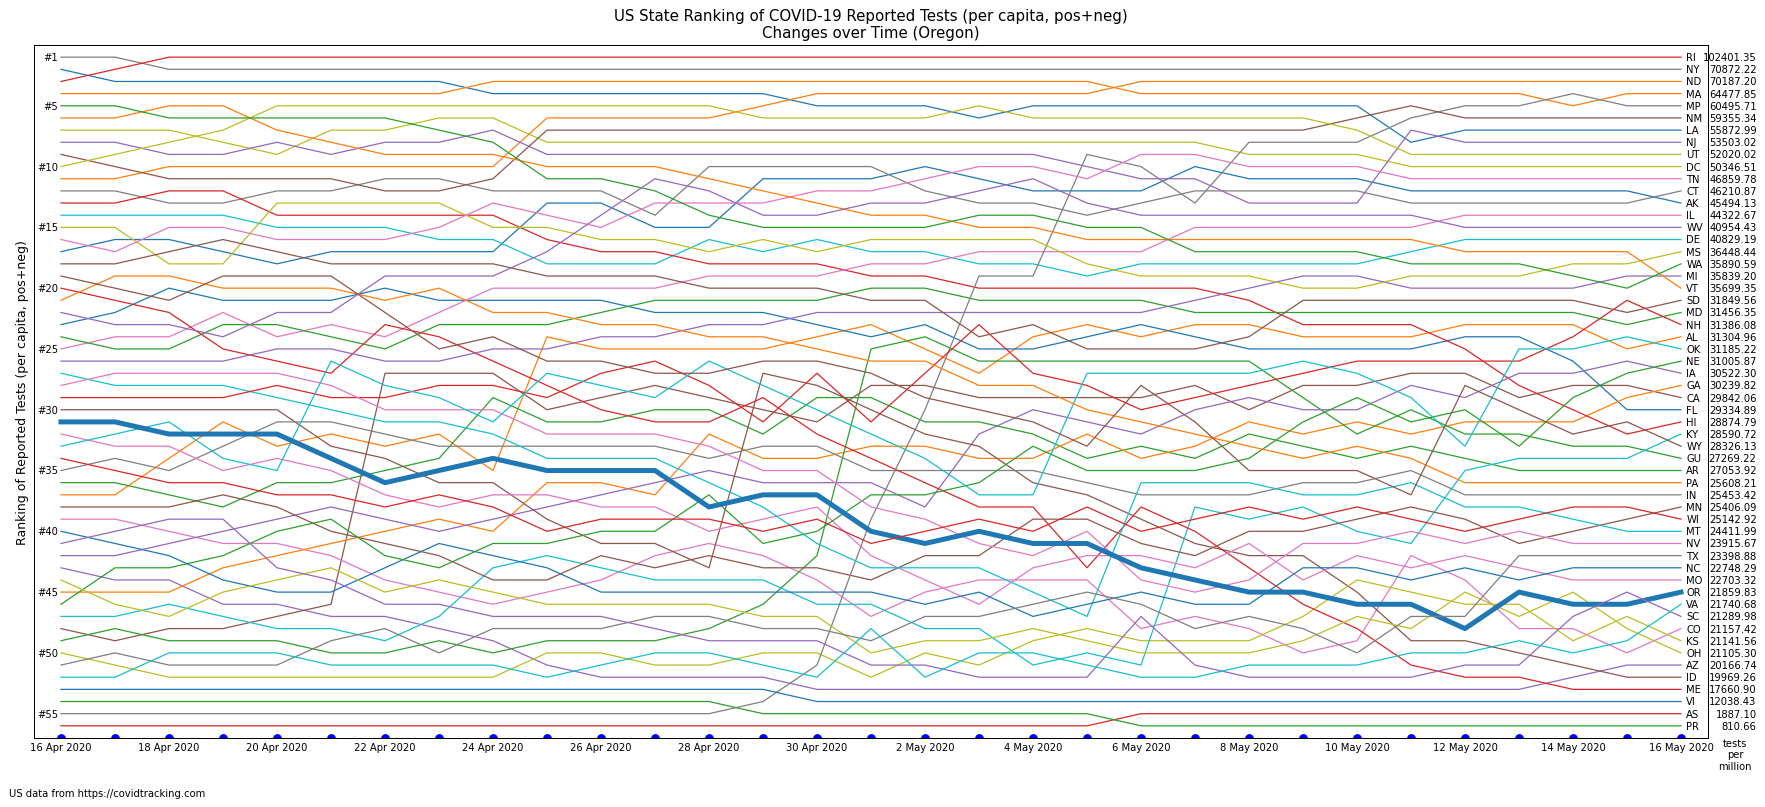 US State Ranking of COVID-19 Reported Tests (per capita, pos+neg)
Changes over Time (Oregon)
Ranking of Reported Tests (per capita, pos+neg)
#1
#5
#10
#15
#20
#25
#30
#35
#40
#45
#50
#55
RI 102401.35
NY 70872.22
ND 70187.20
MA 64477.85
MP 60495.71
NM 59355.34
LA 55872.99
NJ 53503.02
UT 52020.02
DC 50346.51
TN 46859.78
CT 46210.87
AK 45494.13
IL 44322.67
WV 40954.43
DE 40829.19
MS 36448.44
WA 35890.59
MI 35839.20
VT 35699.35
SD 31849.56
MD 31456.35
NH 31386.08
AL 31304.96
OK 31185.22
NE 31005.87
IA 30522.30
GA 30239.82
CA 29842.06
FL 29334.89
HI 28874.79
KY 28590.72
WY 28326.13
GU 27269.22
AR 27053.92
PA 25608.21
IN 25453.42
MN 25406.09
WI 25142.92
MT 24411.99
NV 23915.67
TX 23398.88
NC 22748.29
MO 22703.32
OR 21859.83
VA 21740.68
SC 21289.98
CO 21157.42
KS 21141.56
OH 21105.30
AZ 20166.74
ID 19969.26
ME 17660.90
VI 12038.43
AS 1887.10
PR 810.66
16 Apr 2020
18 Apr 2020
20 Apr 2020
22 Apr 2020
24 Apr 2020
26 Apr 2020
28 Apr 2020
30 Apr 2020
2 May 2020
4 May 2020
6 May 2020
8 May 2020
10 May 2020
12 May 2020
14 May 2020
16 May 2020
tests
per
million
US data from https://covidtracking.com